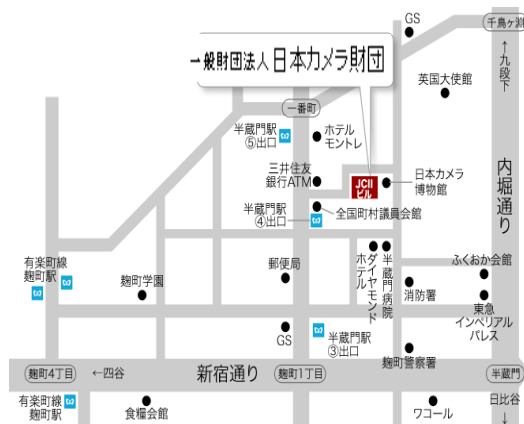 GS
千鳥ヶ淵
一般財団法人日本カメラ財団
↑
九段下
英国大使館
一番町
半蔵門駅
⑤出口
ホテル
モントレ
三井住友
銀行ATM
JCII
ビル
日本カメラ
博物館
内堀通り
半蔵門駅
④出口
全国町村議員会館
有楽町線
麹町駅
麹町学園
郵便局
ダイヤモンド
ホテル
半蔵門病院
ふくおか会館
消防署
東急
インペリアル
パレス
GS
半蔵門駅
③出口
麹町警察署
麹町4丁目
←四谷
新宿通り
麹町1丁目
半蔵門
有楽町線
麹町駅
食糧会館
ワコール
日比谷
↓